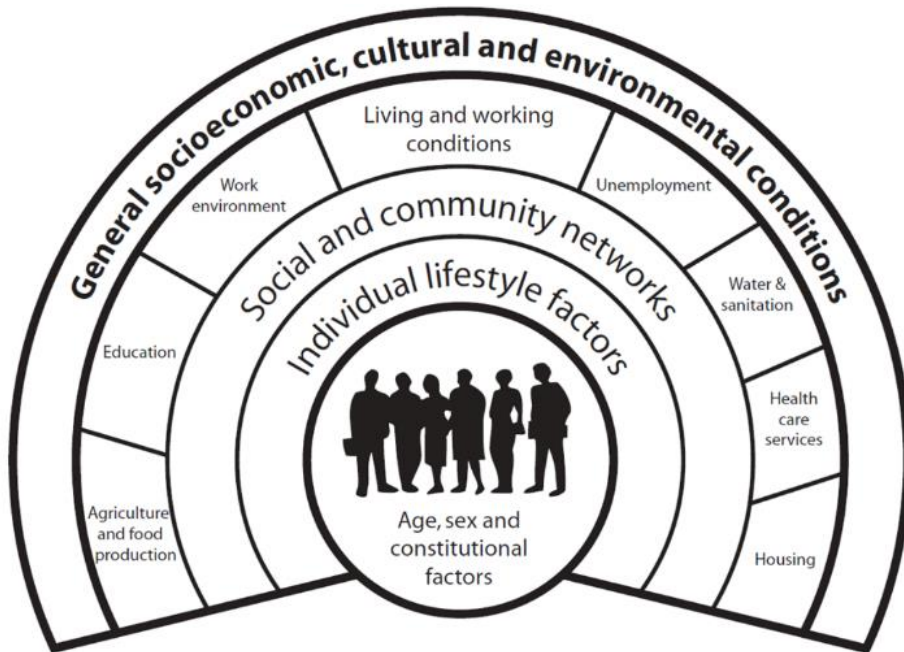 General socioeconomic, cultural and environmental conditions
Living and working
conditions
Work
environment
Unemployment
Education
Water &
sanitation
Agriculture
and food
production
Health
care
services
Housing
Social and community networks
Individual lifestyle factors
Age, sex and
constitutional
factors